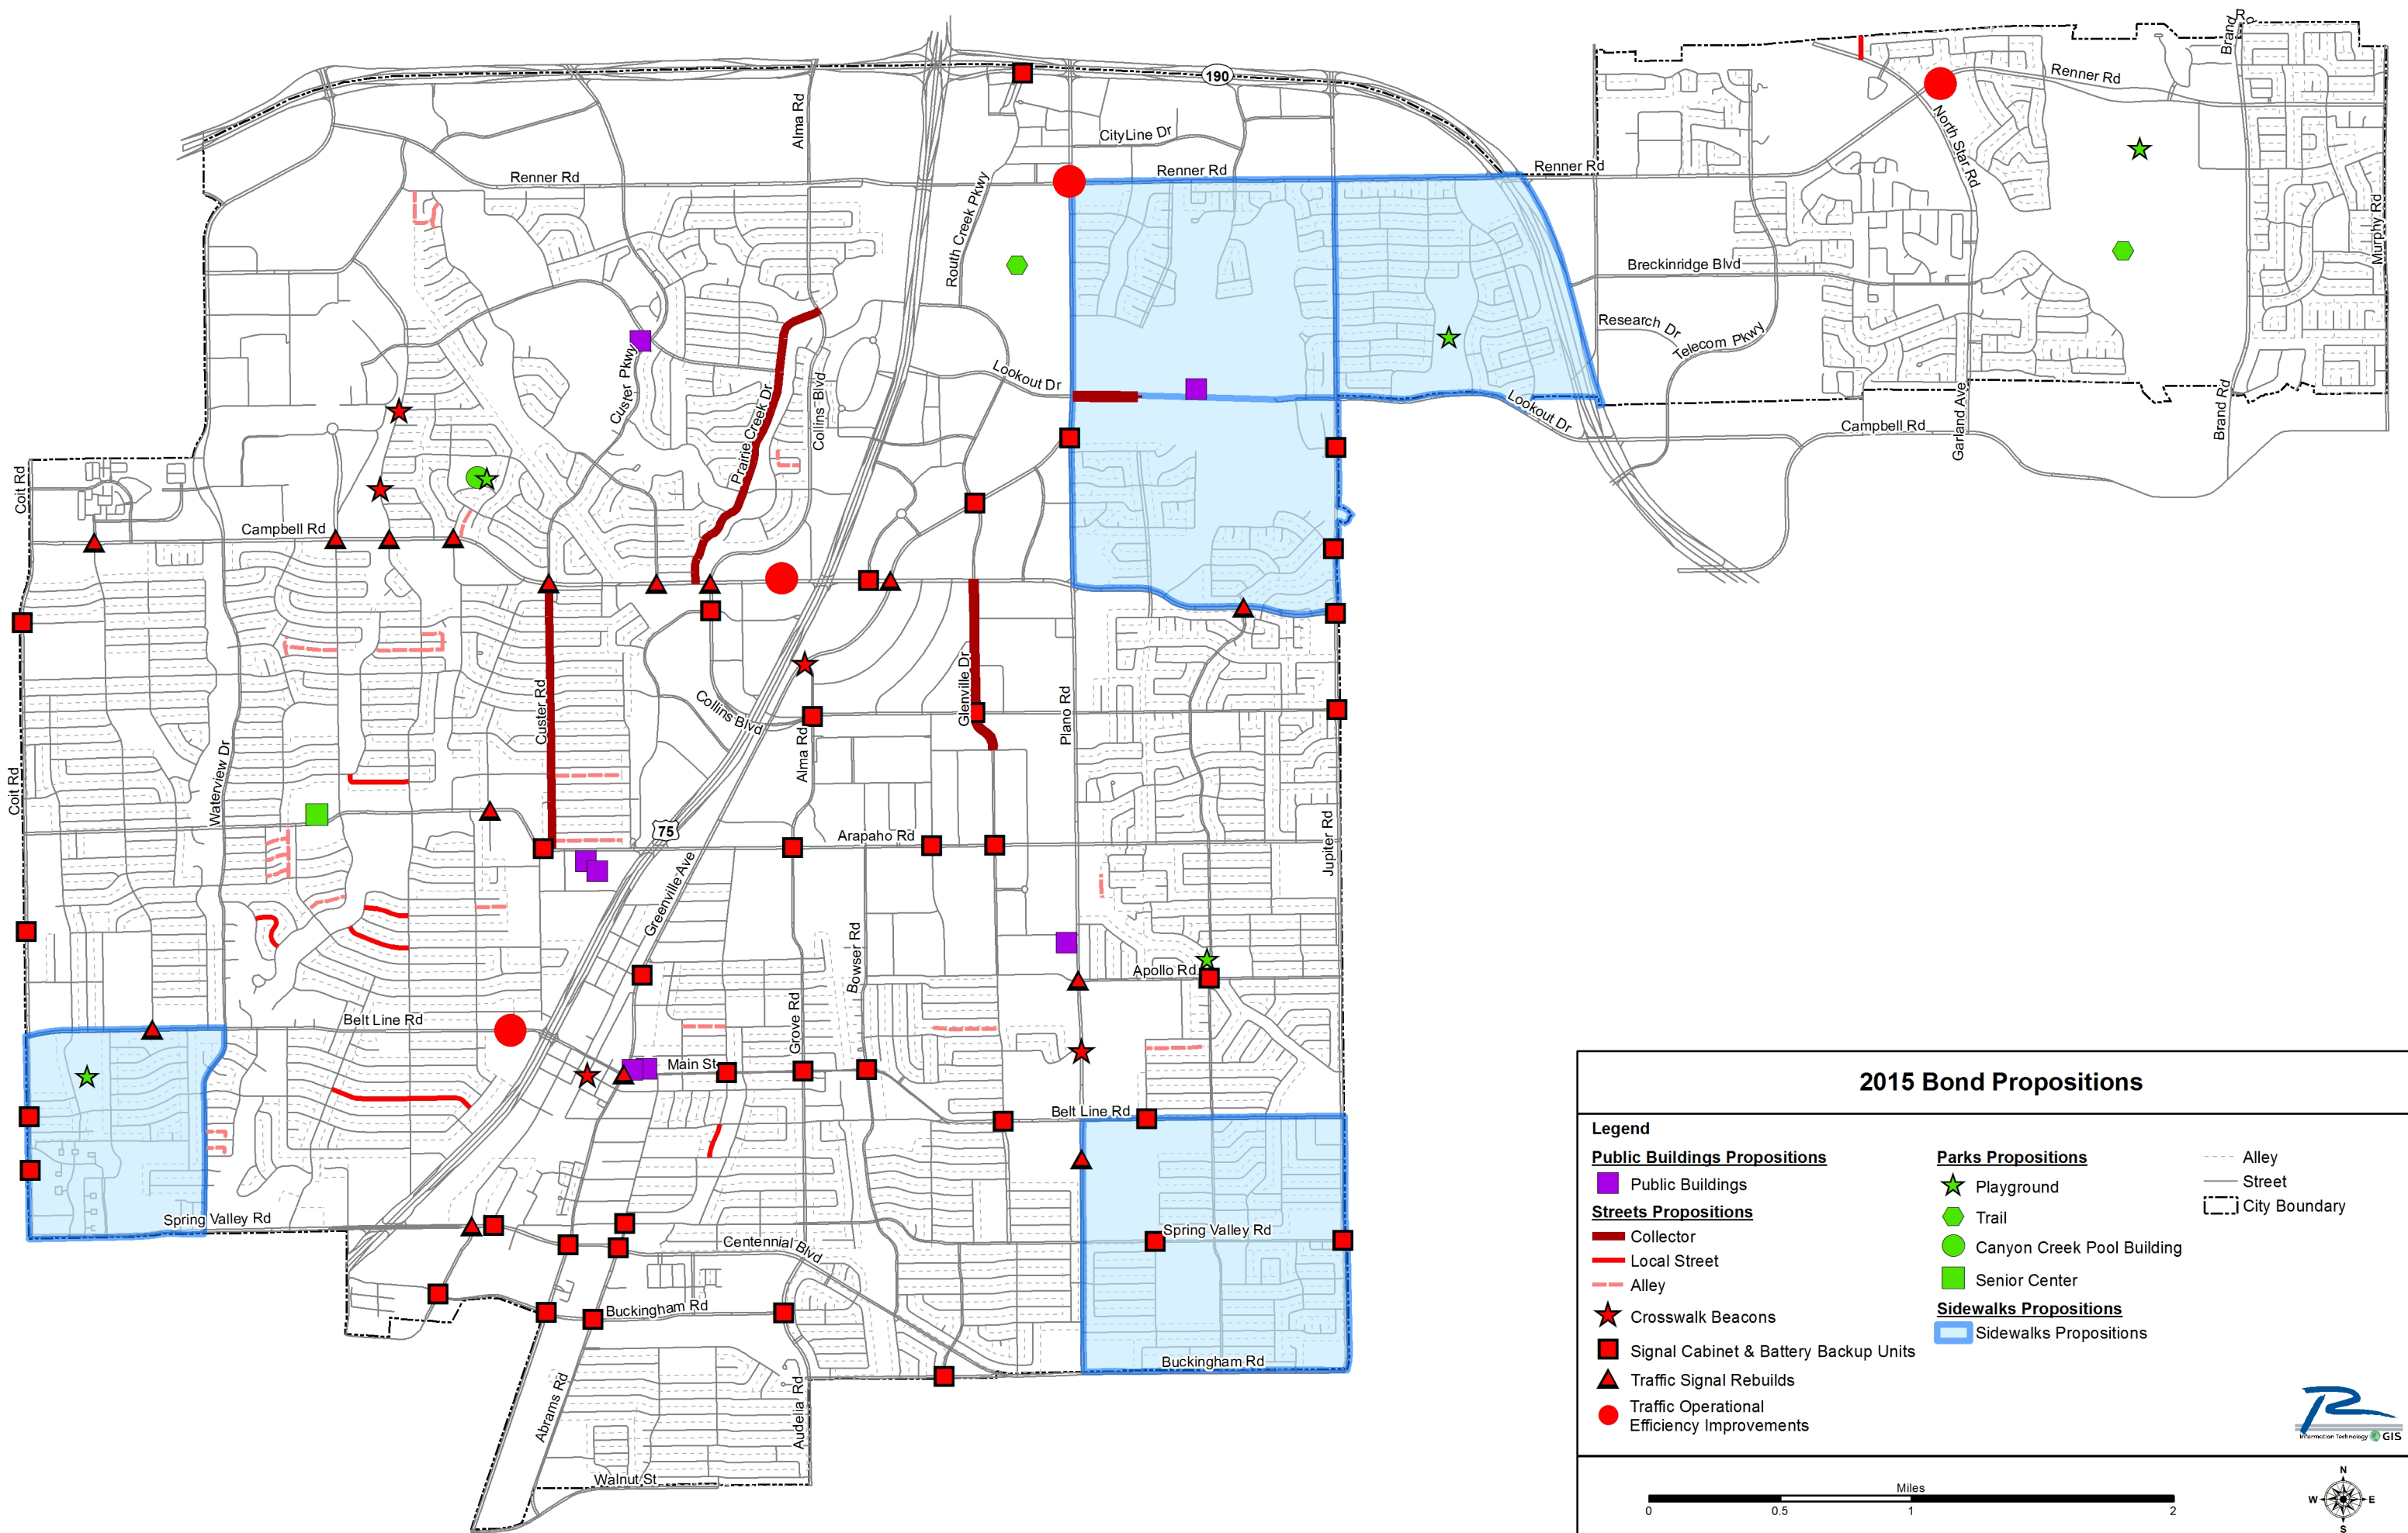 Brand Rd
190
Renner Rd
Alma Rd
CityLine Dr
North Star Rd
Renner Rd
Renner Rd
Renner Rd
Routh Creek Pkwy
Murphy Rd
Breckinridge Blvd
Research Dr
Telecom Pkwy
Custer Pkwy
Prairie Creek Dr
Collins Blvd
Lookout Dr
Lookout Dr
Garland Ave
Brand Rd
Campbell Rd
Coit Rd
Campbell Rd
Custer Rd
Collins Blvd
Glenville Dr
Plano Rd
Waterview Dr
Coit Rd
Alma Rd
75
Arapaho Rd
Jupiter Rd
Greenville Ave
Bowser Rd
Apollo Rd
Grove Rd
Belt Line Rd
Main St
Belt Line Rd
Spring Valley Rd
Spring Valley Rd
Centennial Blvd
Buckingham Rd
Buckingham Rd
Abrams Rd
Audelia Rd
Walnut St
2015 Bond Propositions
Legend
Public Buildings Propositions
Public Buildings
Streets Propositions
Collector
Local Street
Alley
Crosswalk Beacons
Signal Cabinet & Battery Backup Units
Traffic Signal Rebuilds
Traffic Operational
Efficiency Improvements
Parks Propositions
Playground
Trail
Canyon Creek Pool Building
Senior Center
Sidewalks Propositions
Sidewalks Propositions
Alley
Street
City Boundary
Information Technology GIS
Miles
0 0.5 1 2
N
W E
S